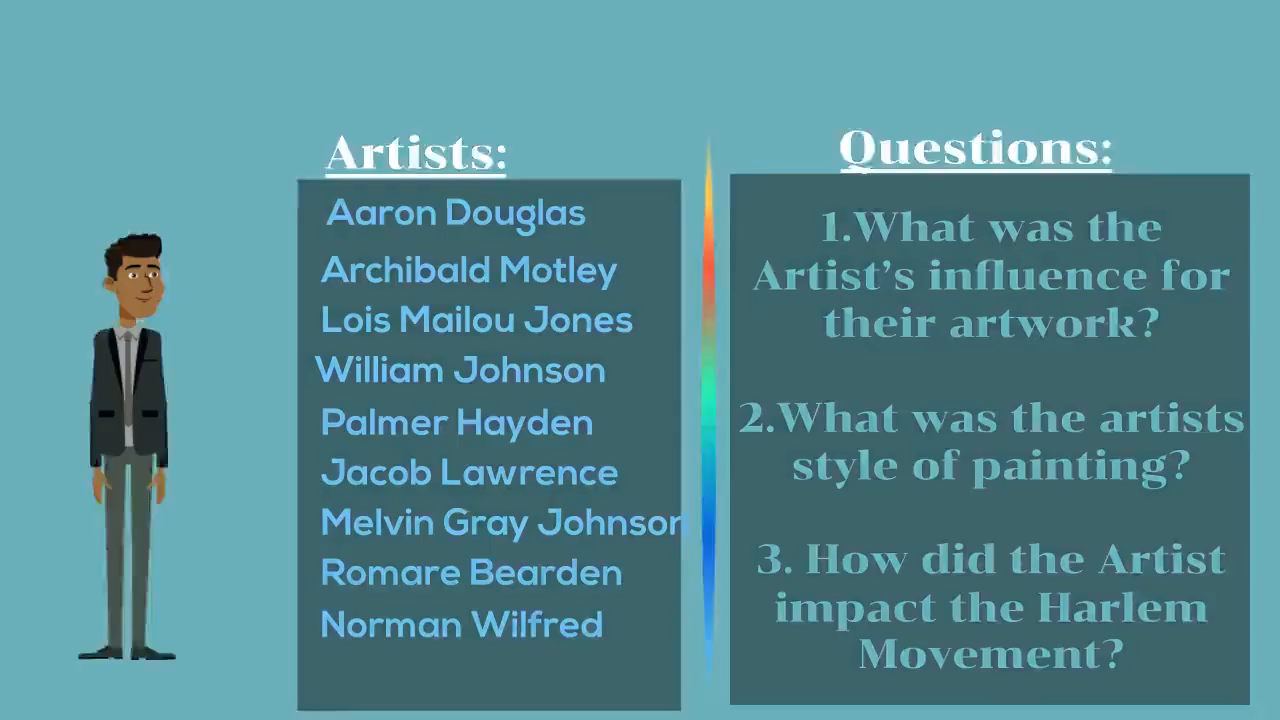 Artists:
Aaron Douglas
Archibald Motley
Lois Mailou Jones
William Johnson
Palmer Hayden
Jacob Lawrence
Melvin Gray Johnson
Romare Bearden
Norman Wilfred
Questions:
1.What was the
Artist’s influence for
their artwork?
2.What was the artists
style of painting?
3. How did the Artist
impact the Harlem
Movement?